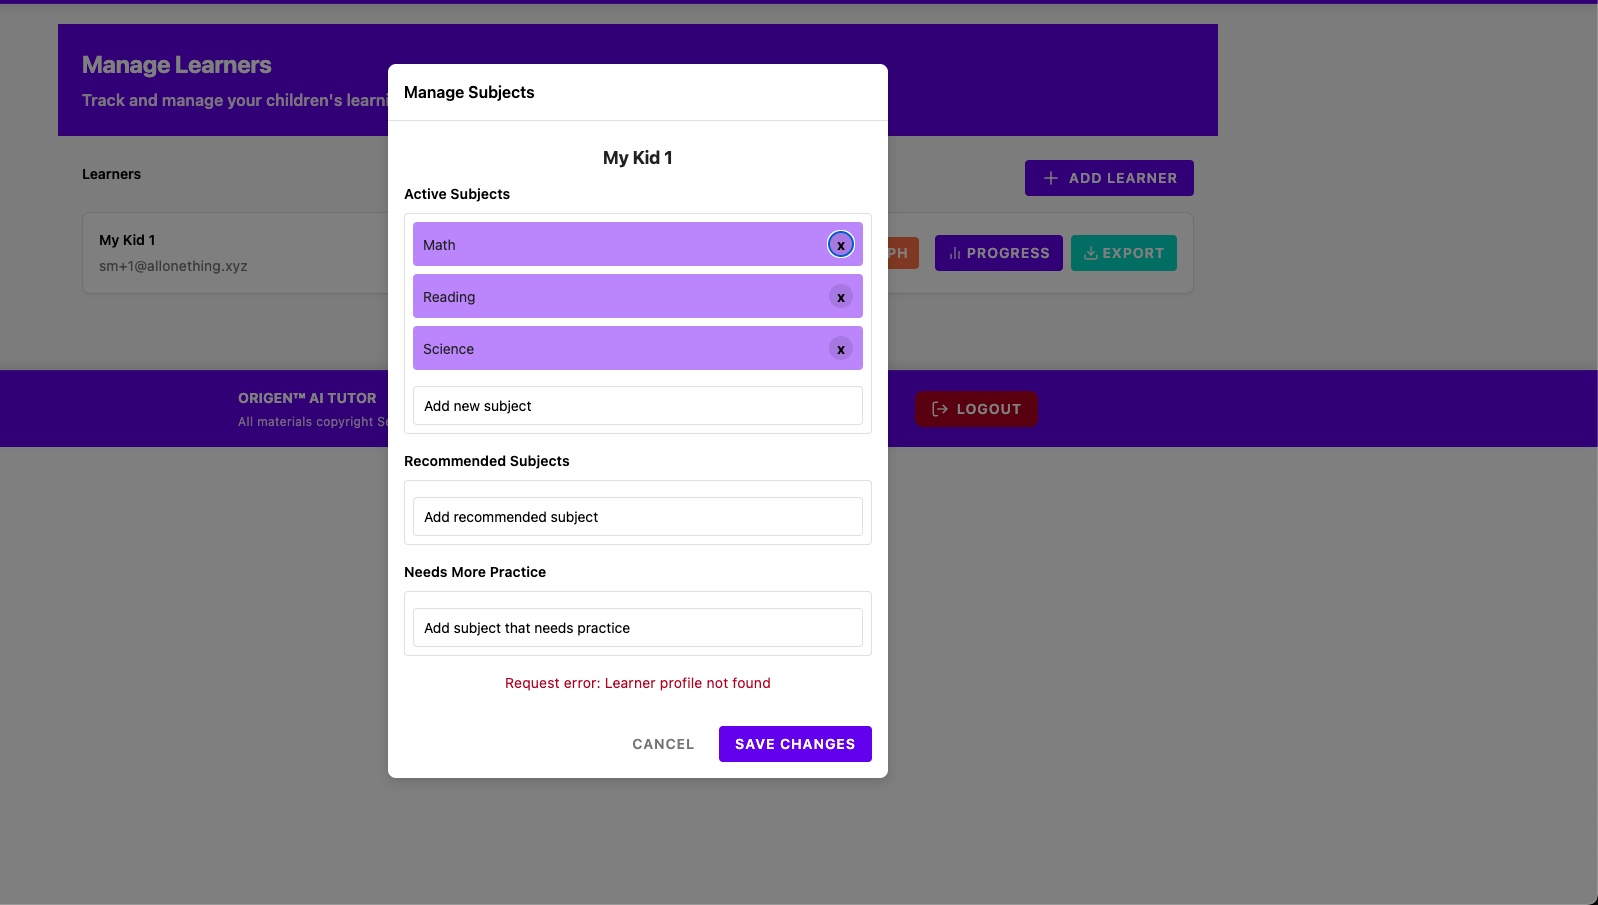 Manage Learners
Track and manage your children's learni
Manage Subjects
My Kid 1
Learners
ADD LEARNER
Active Subjects
My Kid 1
sm+1@allonething.xyz
PH
PROGRESS
EXPORT
Math x
Reading x
Science x
Add new subject
ORIGEN™ AI TUTOR
All materials copyright Se
LOGOUT
Recommended Subjects
Add recommended subject
Needs More Practice
Add subject that needs practice
Request error: Learner profile not found
CANCEL
SAVE CHANGES